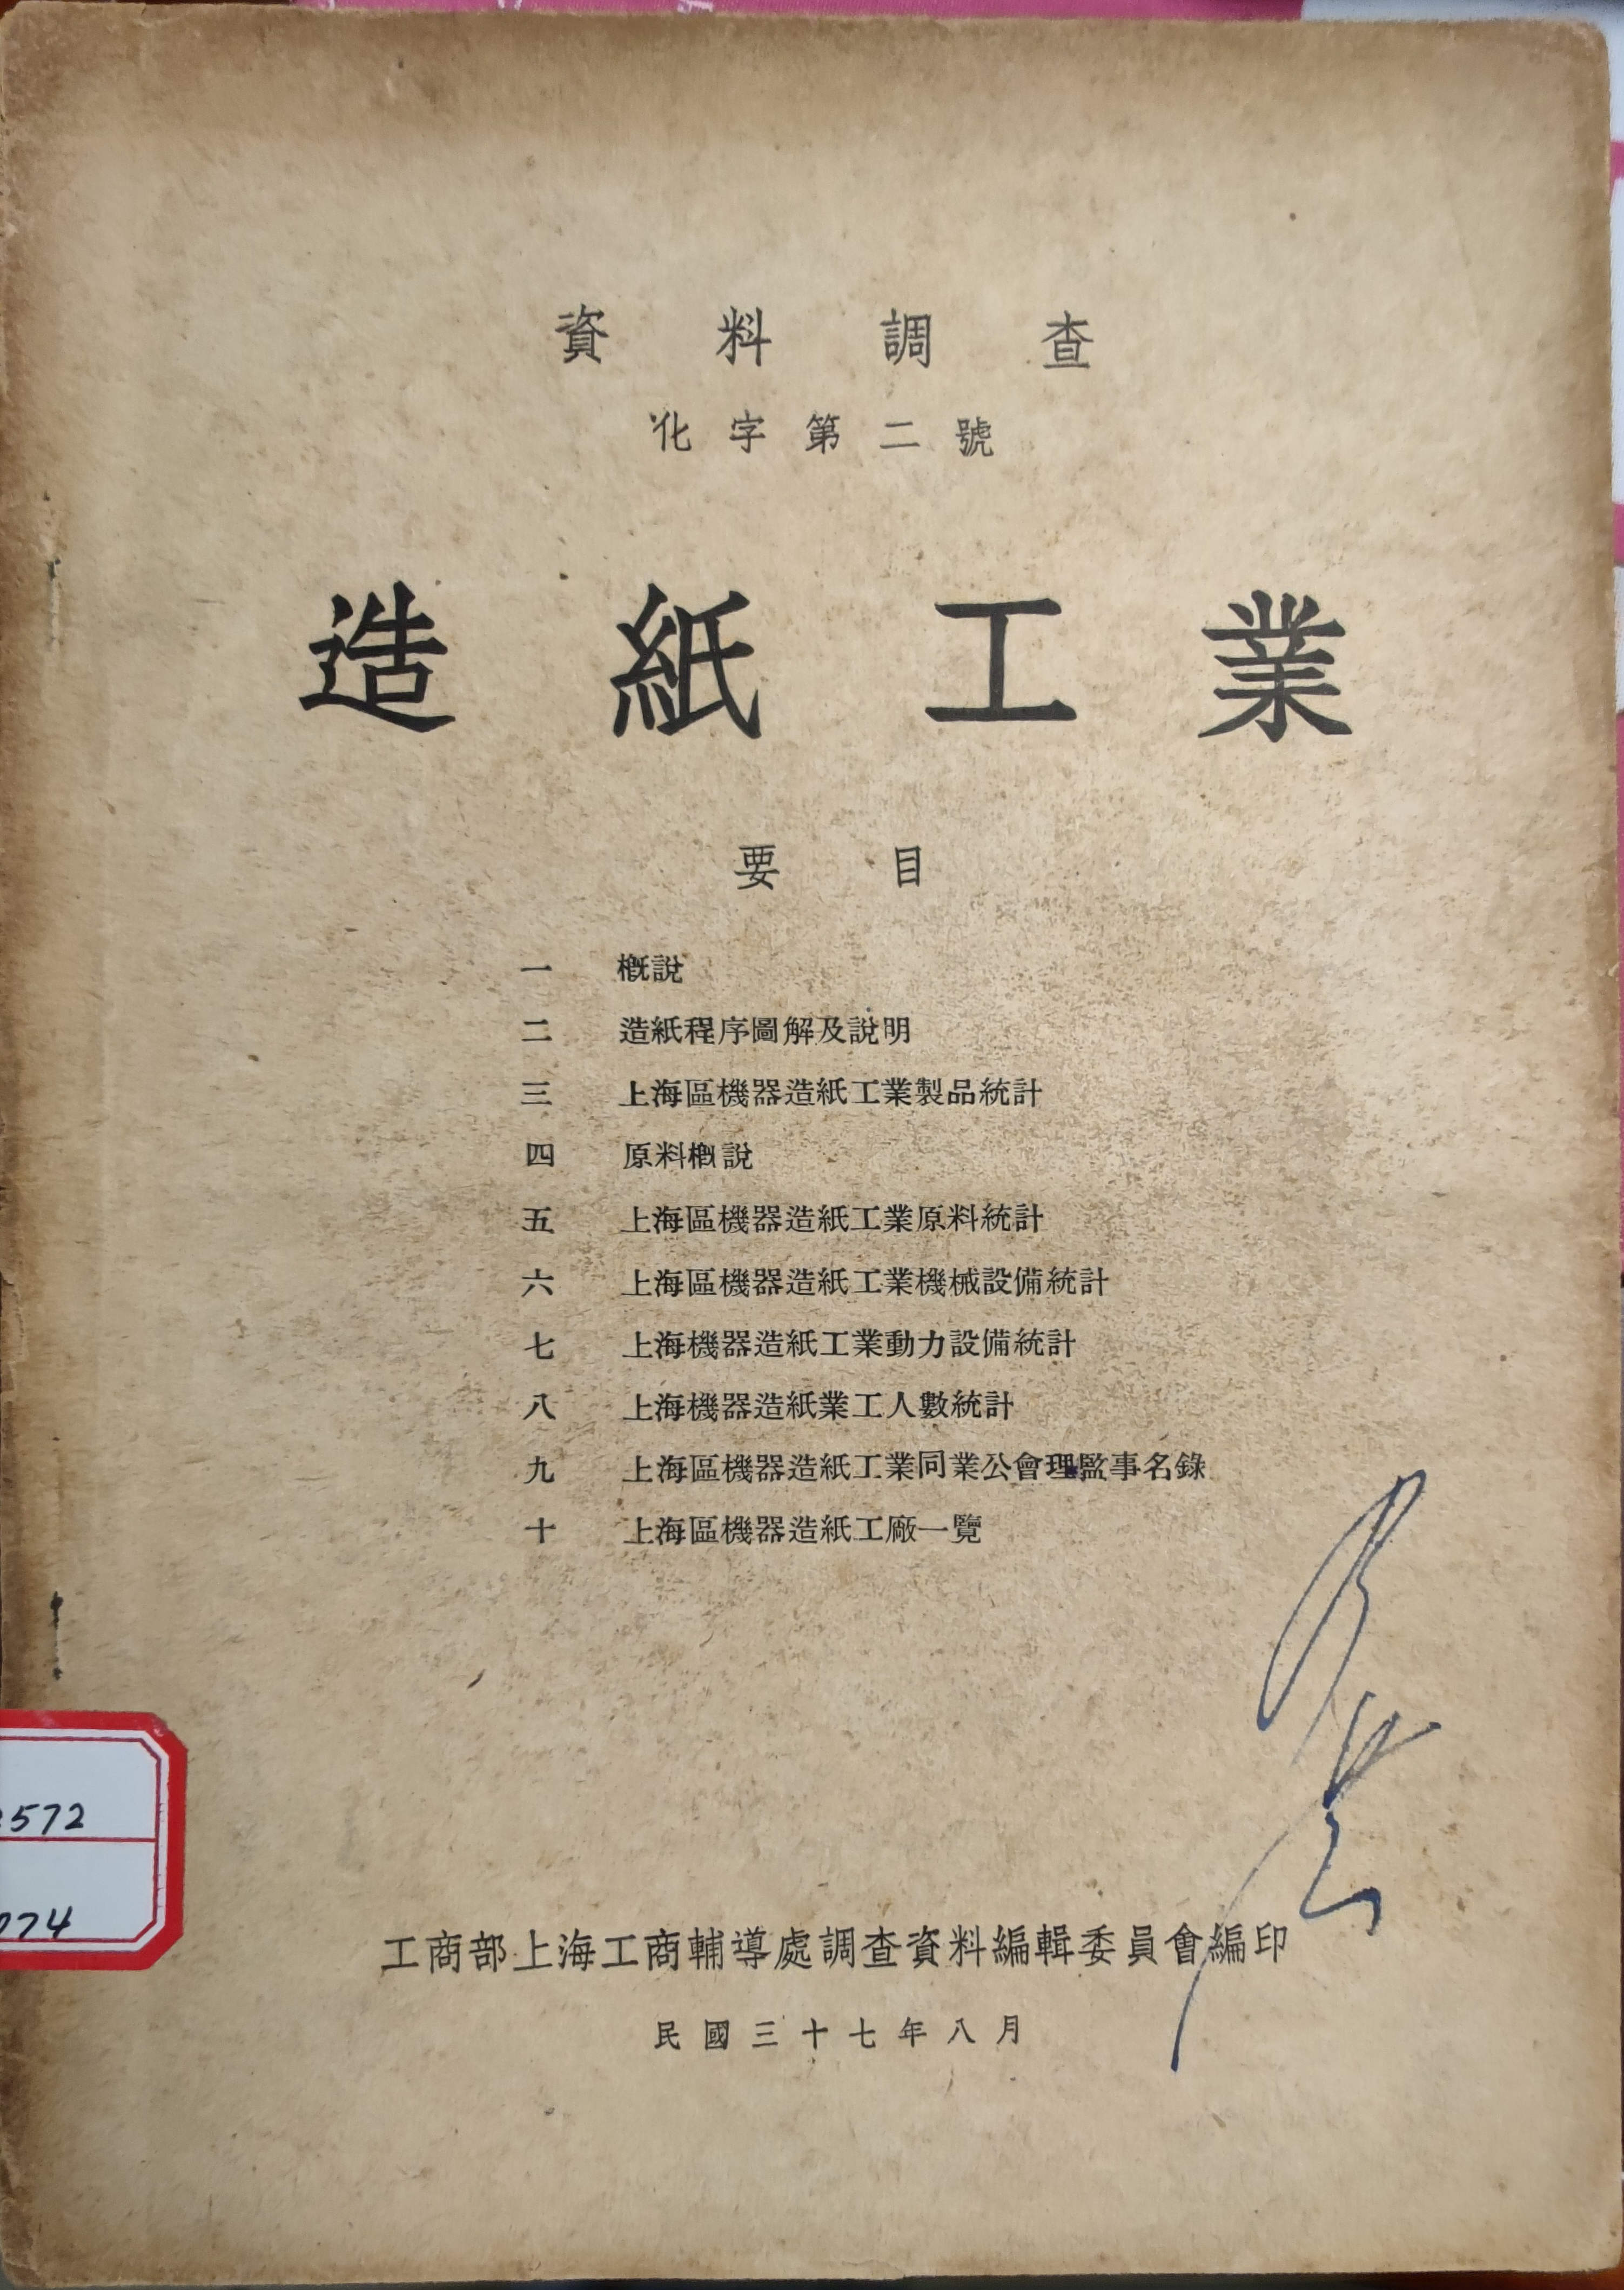 資料調查
化字第二號
造紙工業
要目
一 概說
二 造紙程序圖解及說明
三 上海區機器造紙工業製品統計
四 原料概說
五 上海區機器造紙工業原料統計
六 上海區機器造紙工業機械設備統計
七 上海機器造紙工業動力設備統計
八 上海機器造紙業工人數統計
九 上海區機器造紙工業同業公會理監事名錄
十 上海區機器造紙工廠一覽
572
074
工商部上海工商輔導處調查資料編輯委員會編印
民國三十七年八月